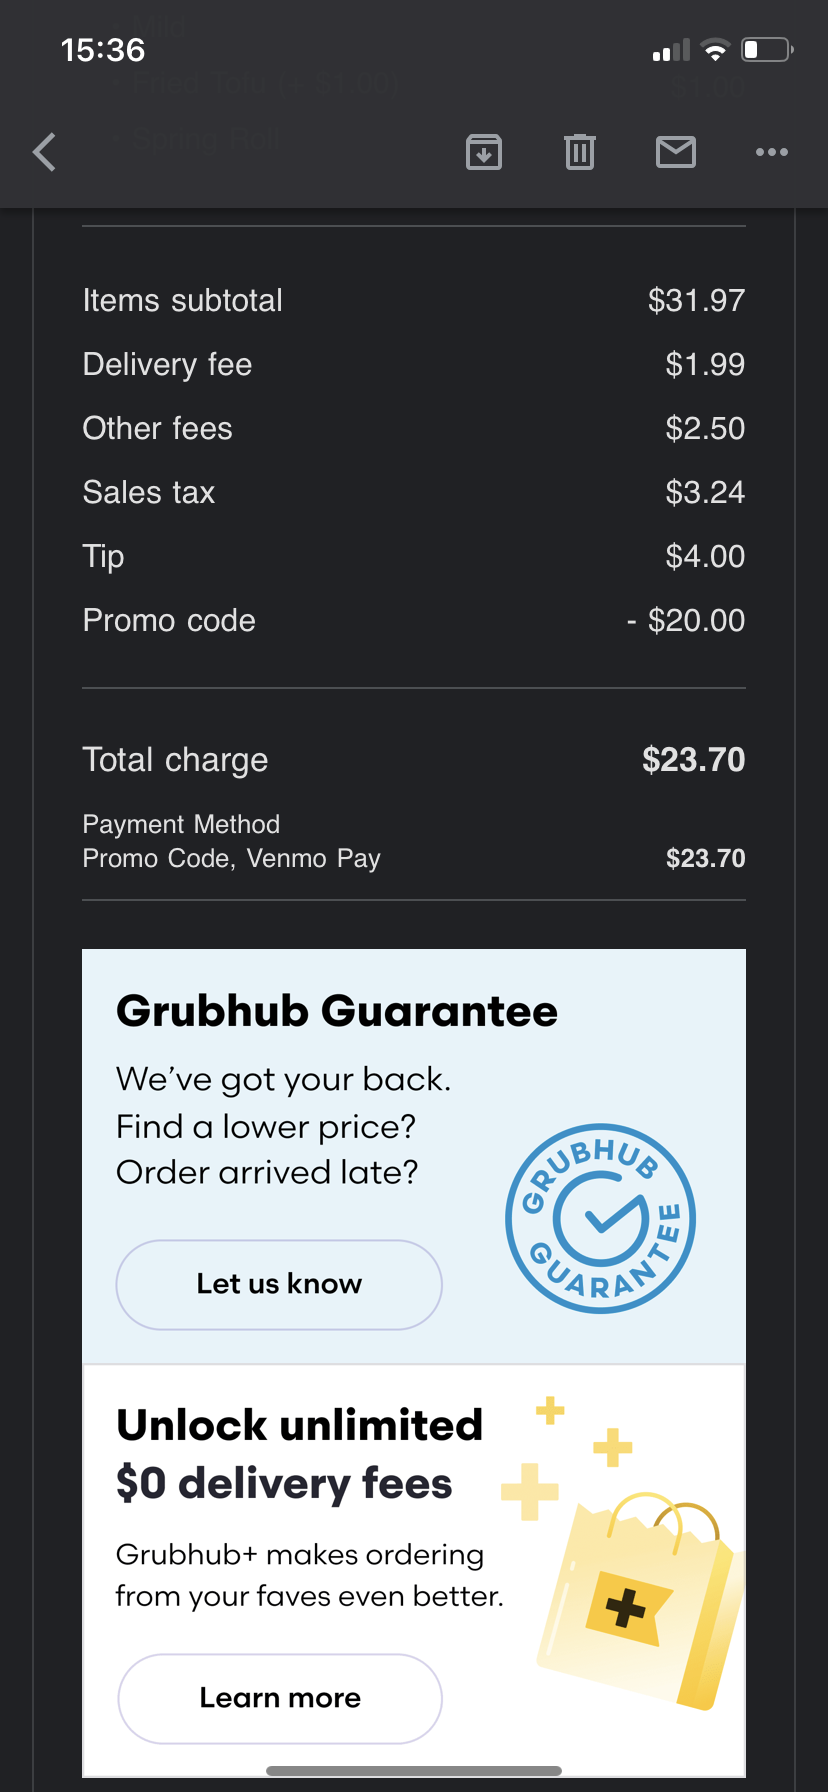 Mild
15:36
Fried Tofu (+ $1.00) $1.00
Spring Roll
Items subtotal $31.97
Delivery fee $1.99
Other fees $2.50
Sales tax $3.24
Tip $4.00
Promo code - $20.00
Total charge $23.70
Payment Method
Promo Code, Venmo Pay $23.70
Grubhub Guarantee
We've got your back.
Find a lower price?
Order arrived late?
GRUBHUB
GUARANTEE
Let us know
Unlock unlimited
$0 delivery fees
Grubhub+ makes ordering
from your faves even better.
Learn more